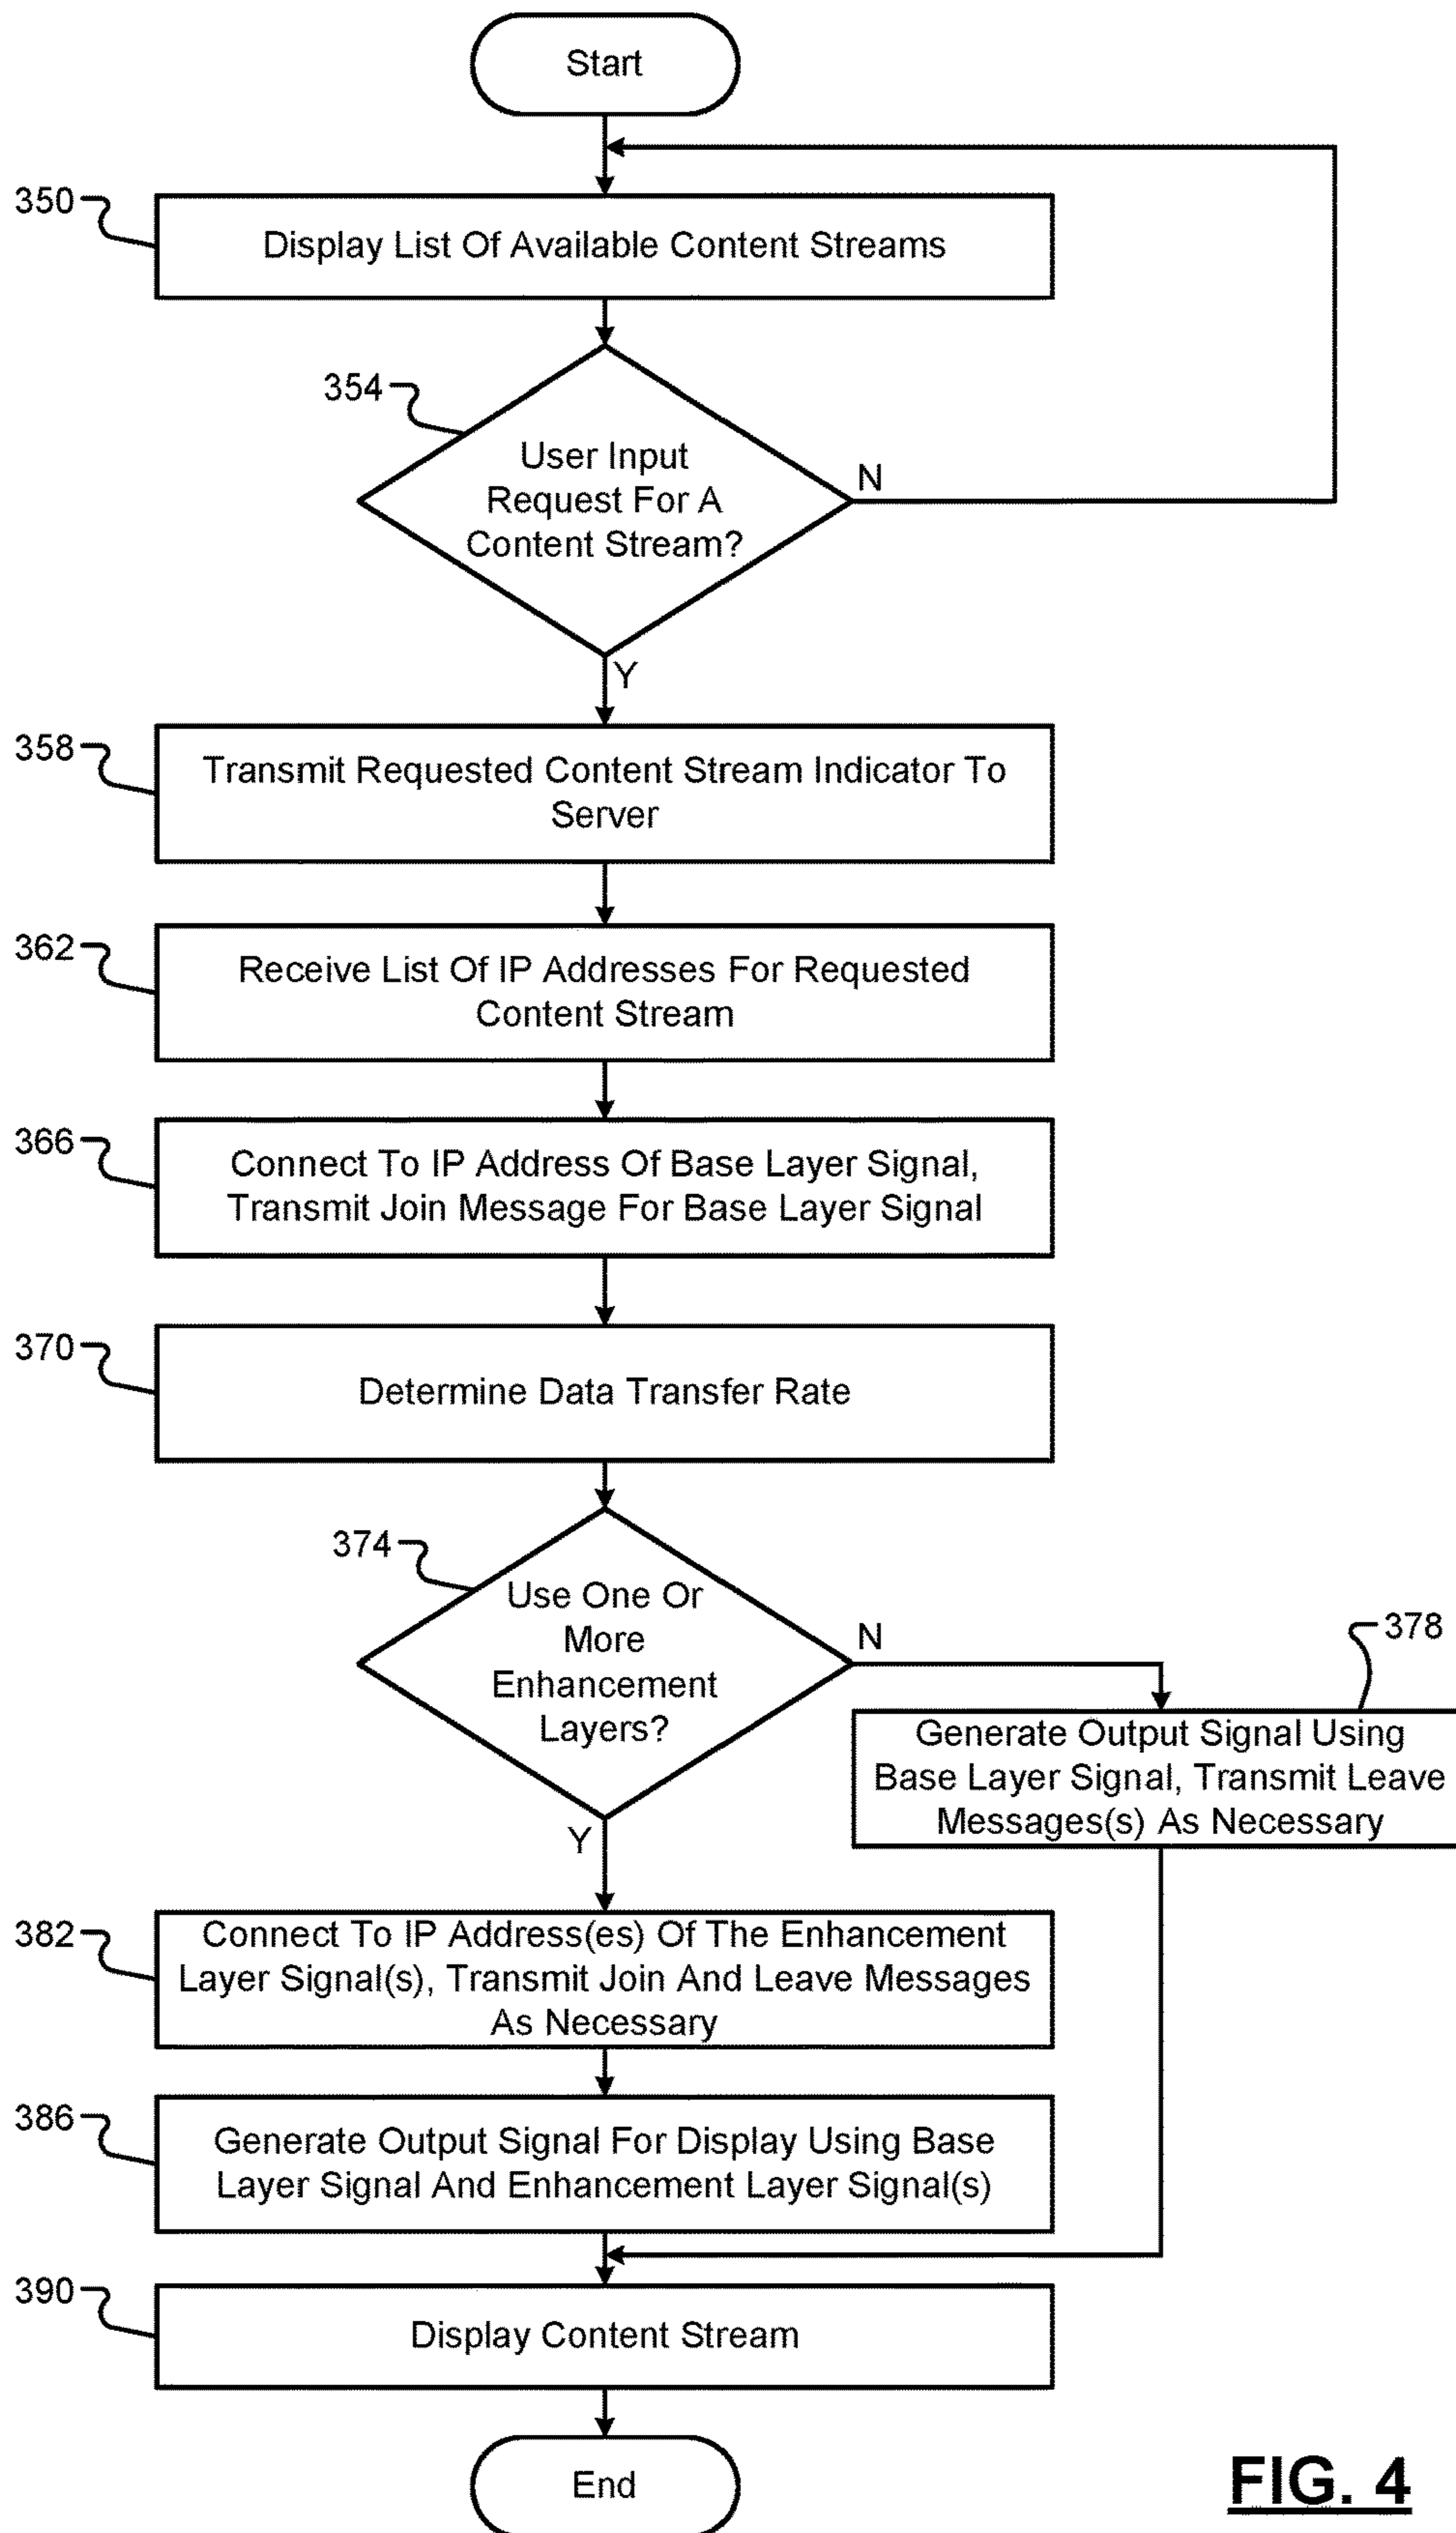 Start
350
Display List Of Available Content Streams
354
User Input
Request For A
Content Stream?
N
Y
358
Transmit Requested Content Stream Indicator To
Server
362
Receive List Of IP Addresses For Requested
Content Stream
366
Connect To IP Address Of Base Layer Signal,
Transmit Join Message For Base Layer Signal
370
Determine Data Transfer Rate
374
Use One Or
More
Enhancement
Layers?
N
378
Generate Output Signal Using
Base Layer Signal, Transmit Leave
Messages(s) As Necessary
Y
382
Connect To IP Address(es) Of The Enhancement
Layer Signal(s), Transmit Join And Leave Messages
As Necessary
386
Generate Output Signal For Display Using Base
Layer Signal And Enhancement Layer Signal(s)
390
Display Content Stream
End
FIG. 4